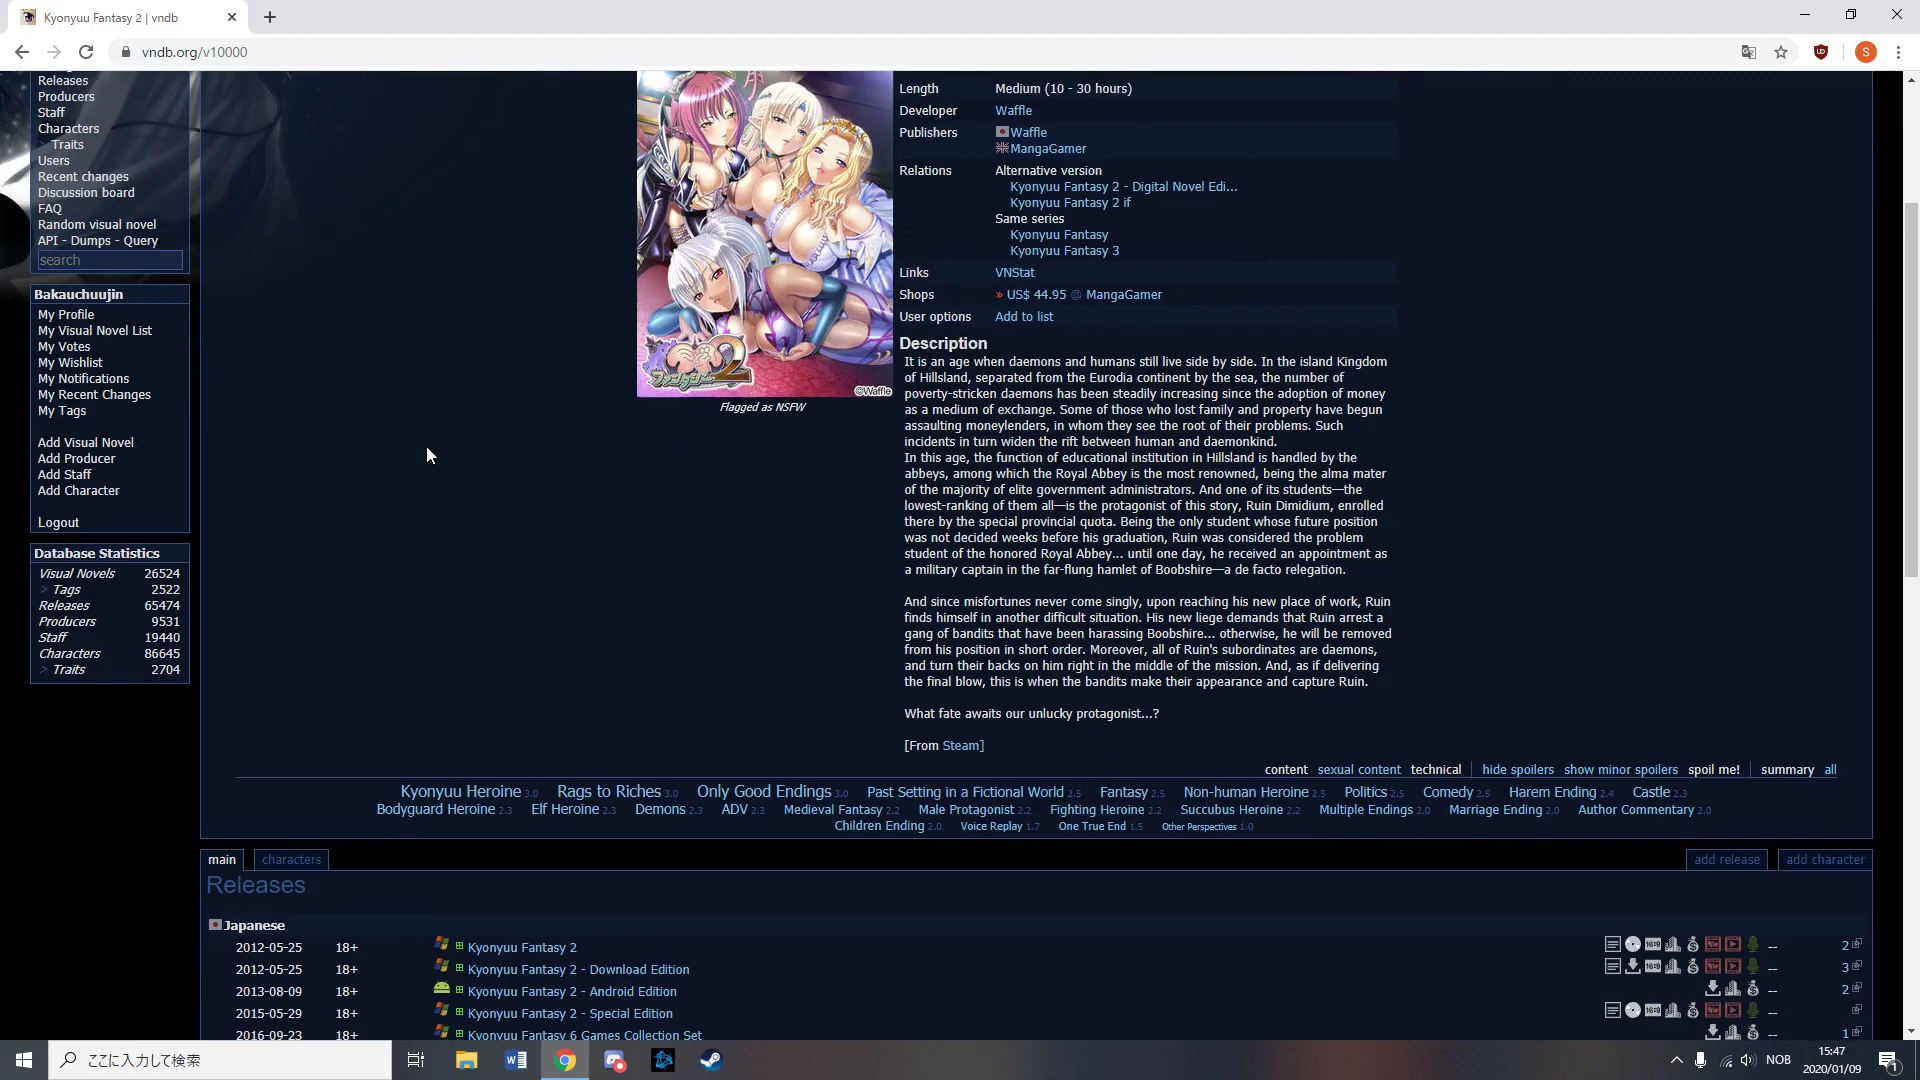 Kyonyuu Fantasy 2 | vndb
vndb.org/v10000
S
Releases
Producers
Staff
Characters
Traits
Users
Recent changes
Discussion board
FAQ
Random visual novel
API - Dumps - Query
search
Bakauchuujin
My Profile
My Visual Novel List
My Votes
My Wishlist
My Notifications
My Recent Changes
My Tags
Add Visual Novel
Add Producer
Add Staff
Add Character
Logout
Database Statistics
Visual Novels 26524
> Tags 2522
Releases 65474
Producers 9531
Staff 19440
Characters 86645
> Traits 2704
ファンタジー2
©Waffle
Flagged as NSFW
Length Medium (10 - 30 hours)
Developer Waffle
Publishers Waffle
MangaGamer
Relations Alternative version
Kyonyuu Fantasy 2 - Digital Novel Edi...
Kyonyuu Fantasy 2 if
Same series
Kyonyuu Fantasy
Kyonyuu Fantasy 3
Links VNStat
Shops » US$ 44.95 @ MangaGamer
User options Add to list
Description
It is an age when daemons and humans still live side by side. In the island Kingdom
of Hillsland, separated from the Eurodia continent by the sea, the number of
poverty-stricken daemons has been steadily increasing since the adoption of money
as a medium of exchange. Some of those who lost family and property have begun
assaulting moneylenders, in whom they see the root of their problems. Such
incidents in turn widen the rift between human and daemonkind.
In this age, the function of educational institution in Hillsland is handled by the
abbeys, among which the Royal Abbey is the most renowned, being the alma mater
of the majority of elite government administrators. And one of its students—the
lowest-ranking of them all—is the protagonist of this story, Ruin Dimidium, enrolled
there by the special provincial quota. Being the only student whose future position
was not decided weeks before his graduation, Ruin was considered the problem
student of the honored Royal Abbey... until one day, he received an appointment as
a military captain in the far-flung hamlet of Boobshire—a de facto relegation.
And since misfortunes never come singly, upon reaching his new place of work, Ruin
finds himself in another difficult situation. His new liege demands that Ruin arrest a
gang of bandits that have been harassing Boobshire... otherwise, he will be removed
from his position in short order. Moreover, all of Ruin's subordinates are daemons,
and turn their backs on him right in the middle of the mission. And, as if delivering
the final blow, this is when the bandits make their appearance and capture Ruin.
What fate awaits our unlucky protagonist...?
[From Steam]
content sexual content technical hide spoilers show minor spoilers spoil me! summary all
Kyonyuu Heroine 3.0 Rags to Riches 3.0 Only Good Endings 3.0 Past Setting in a Fictional World 2.5 Fantasy 2.5 Non-human Heroine 2.5 Politics 2.5 Comedy 2.5 Harem Ending 2.4 Castle 2.3
Bodyguard Heroine 2.3 Elf Heroine 2.3 Demons 2.3 ADV 2.3 Medieval Fantasy 2.2 Male Protagonist 2.2 Fighting Heroine 2.2 Succubus Heroine 2.2 Multiple Endings 2.0 Marriage Ending 2.0 Author Commentary 2.0
Children Ending 2.0 Voice Replay 1.7 One True End 1.5 Other Perspectives 1.0
main characters add release add character
Releases
Japanese
2012-05-25 18+ Kyonyuu Fantasy 2 16:9 -- 2
2012-05-25 18+ Kyonyuu Fantasy 2 - Download Edition 16:9 -- 3
2013-08-09 18+ Kyonyuu Fantasy 2 - Android Edition -- 2
2015-05-29 18+ Kyonyuu Fantasy 2 - Special Edition 16:9 --
2016-09-23 18+ Kyonyuu Fantasy 6 Games Collection Set -- 1
ここに入力して検索
NOB
15:47
2020/01/09
1